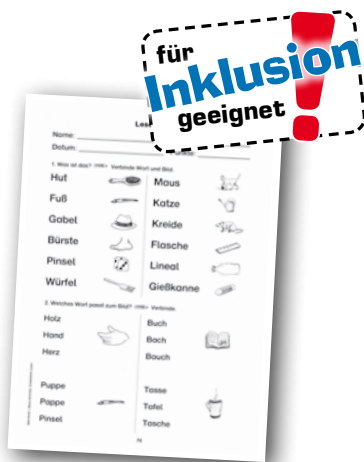 für
Inklusion
geeignet
Name:
Datum:
1. Was ist das? Verbinde Wort und Bild.
Hut
Maus
Fuß
Katze
Gabel
Kreide
Bürste
Flasche
Pinsel
Lineal
Würfel
Gießkanne
2. Welches Wort passt zum Bild? Verbinde.
Holz
Hand
Herz
Buch
Bach
Bauch
Puppe
Pappe
Pinsel
Tasse
Tafel
Tasche